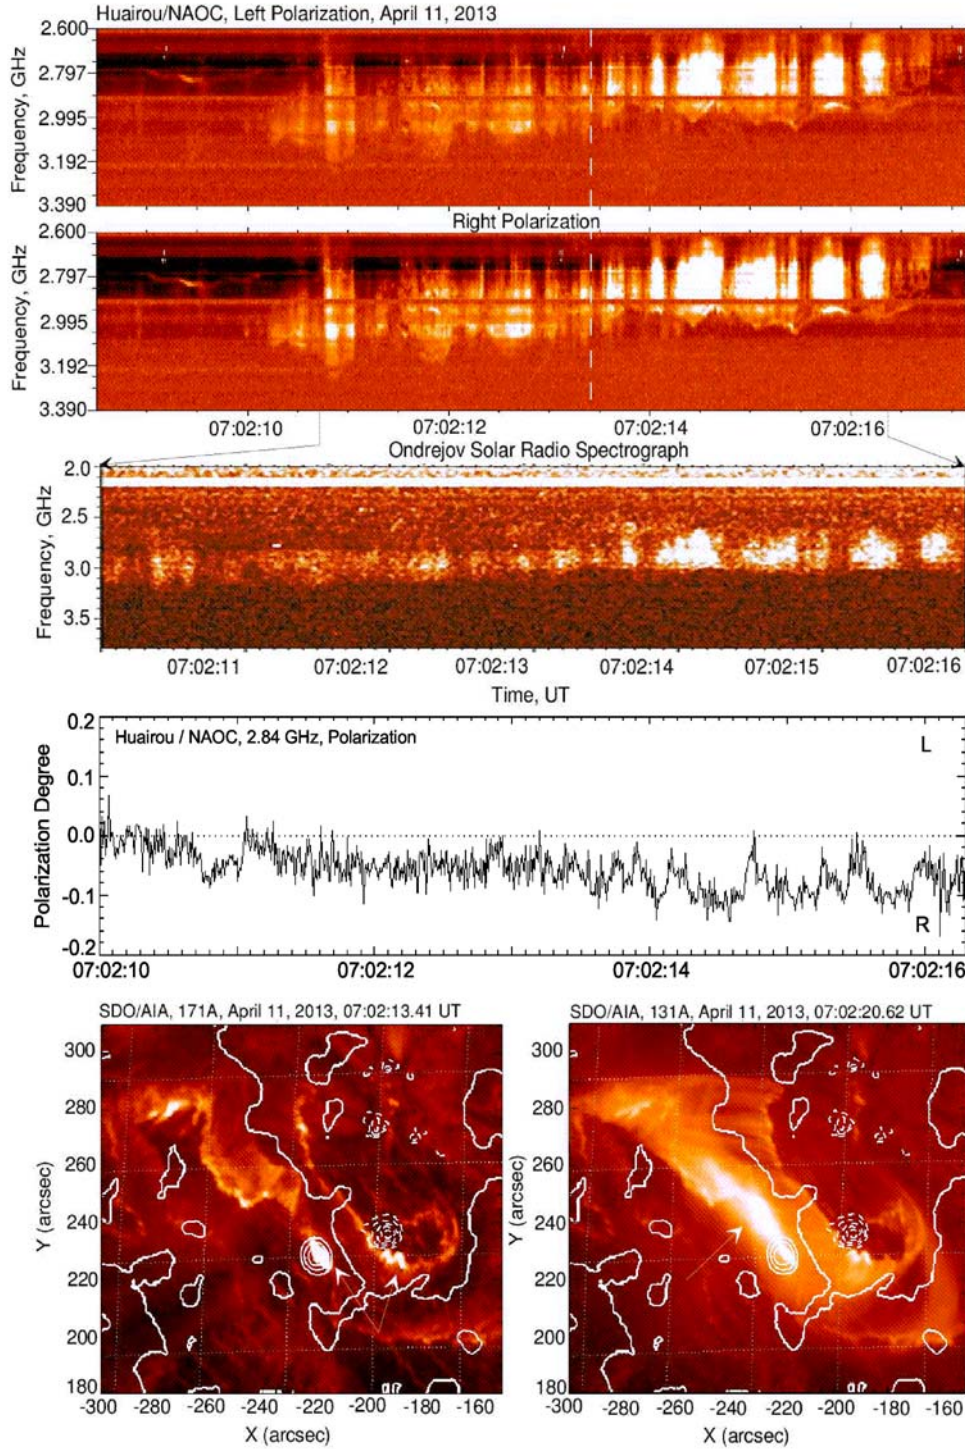 Huairou/NAOC, Left Polarization, April 11, 2013
2.600
2.797
2.995
3.192
3.390
Frequency, GHz
Right Polarization
2.600
2.797
2.995
3.192
3.390
Frequency, GHz
07:02:10 07:02:12 07:02:14 07:02:16
Ondrejov Solar Radio Spectrograph
2.0
2.5
3.0
3.5
Frequency, GHz
07:02:11 07:02:12 07:02:13 07:02:14 07:02:15 07:02:16
Time, UT
Huairou / NAOC, 2.84 GHz, Polarization
L
R
0.2
0.1
0.0
-0.1
-0.2
Polarization Degree
07:02:10 07:02:12 07:02:14 07:02:16
SDO/AIA, 171A, April 11, 2013, 07:02:13.41 UT
300
280
260
240
220
200
180
Y (arcsec)
-300 -280 -260 -240 -220 -200 -180 -160
X (arcsec)
SDO/AIA, 131A, April 11, 2013, 07:02:20.62 UT
300
280
260
240
220
200
180
Y (arcsec)
-300 -280 -260 -240 -220 -200 -180 -160
X (arcsec)